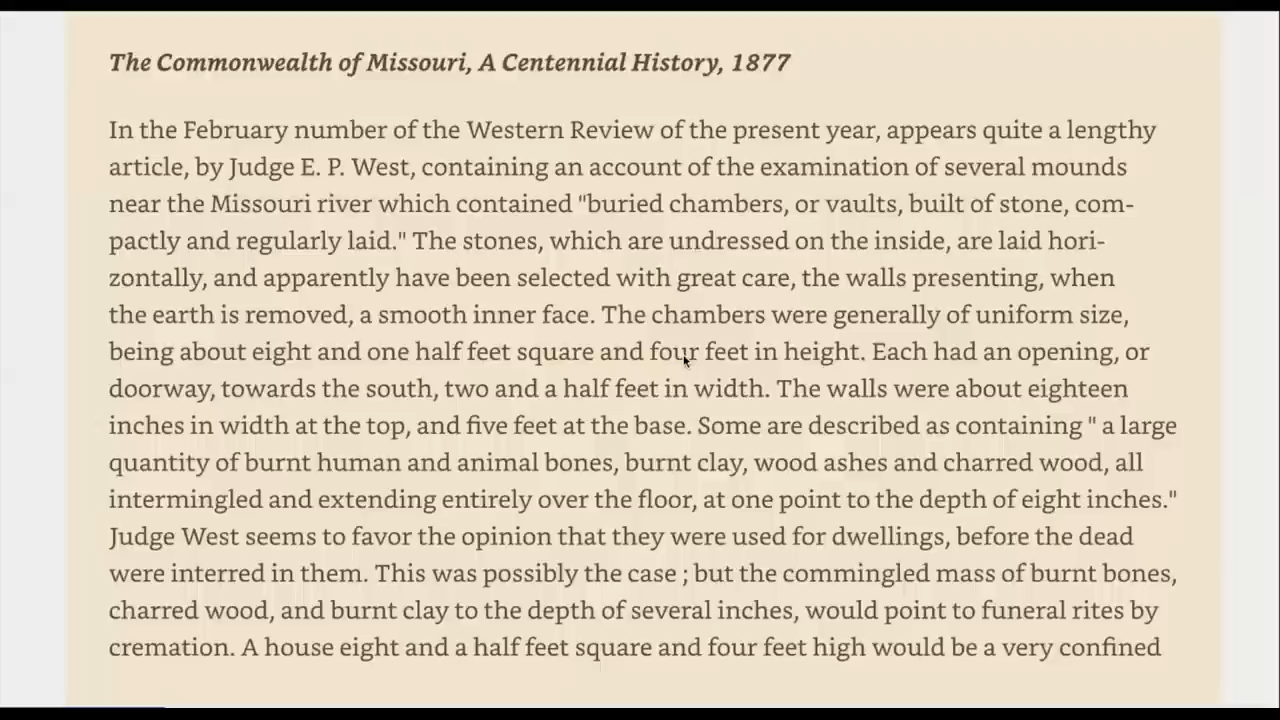 The Commonwealth of Missouri, A Centennial History, 1877
In the February number of the Western Review of the present year, appears quite a lengthy
article, by Judge E. P. West, containing an account of the examination of several mounds
near the Missouri river which contained "buried chambers, or vaults, built of stone, com-
pactly and regularly laid." The stones, which are undressed on the inside, are laid hori-
zontally, and apparently have been selected with great care, the walls presenting, when
the earth is removed, a smooth inner face. The chambers were generally of uniform size,
being about eight and one half feet square and four feet in height. Each had an opening, or
doorway, towards the south, two and a half feet in width. The walls were about eighteen
inches in width at the top, and five feet at the base. Some are described as containing " a large
quantity of burnt human and animal bones, burnt clay, wood ashes and charred wood, all
intermingled and extending entirely over the floor, at one point to the depth of eight inches."
Judge West seems to favor the opinion that they were used for dwellings, before the dead
were interred in them. This was possibly the case ; but the commingled mass of burnt bones,
charred wood, and burnt clay to the depth of several inches, would point to funeral rites by
cremation. A house eight and a half feet square and four feet high would be a very confined